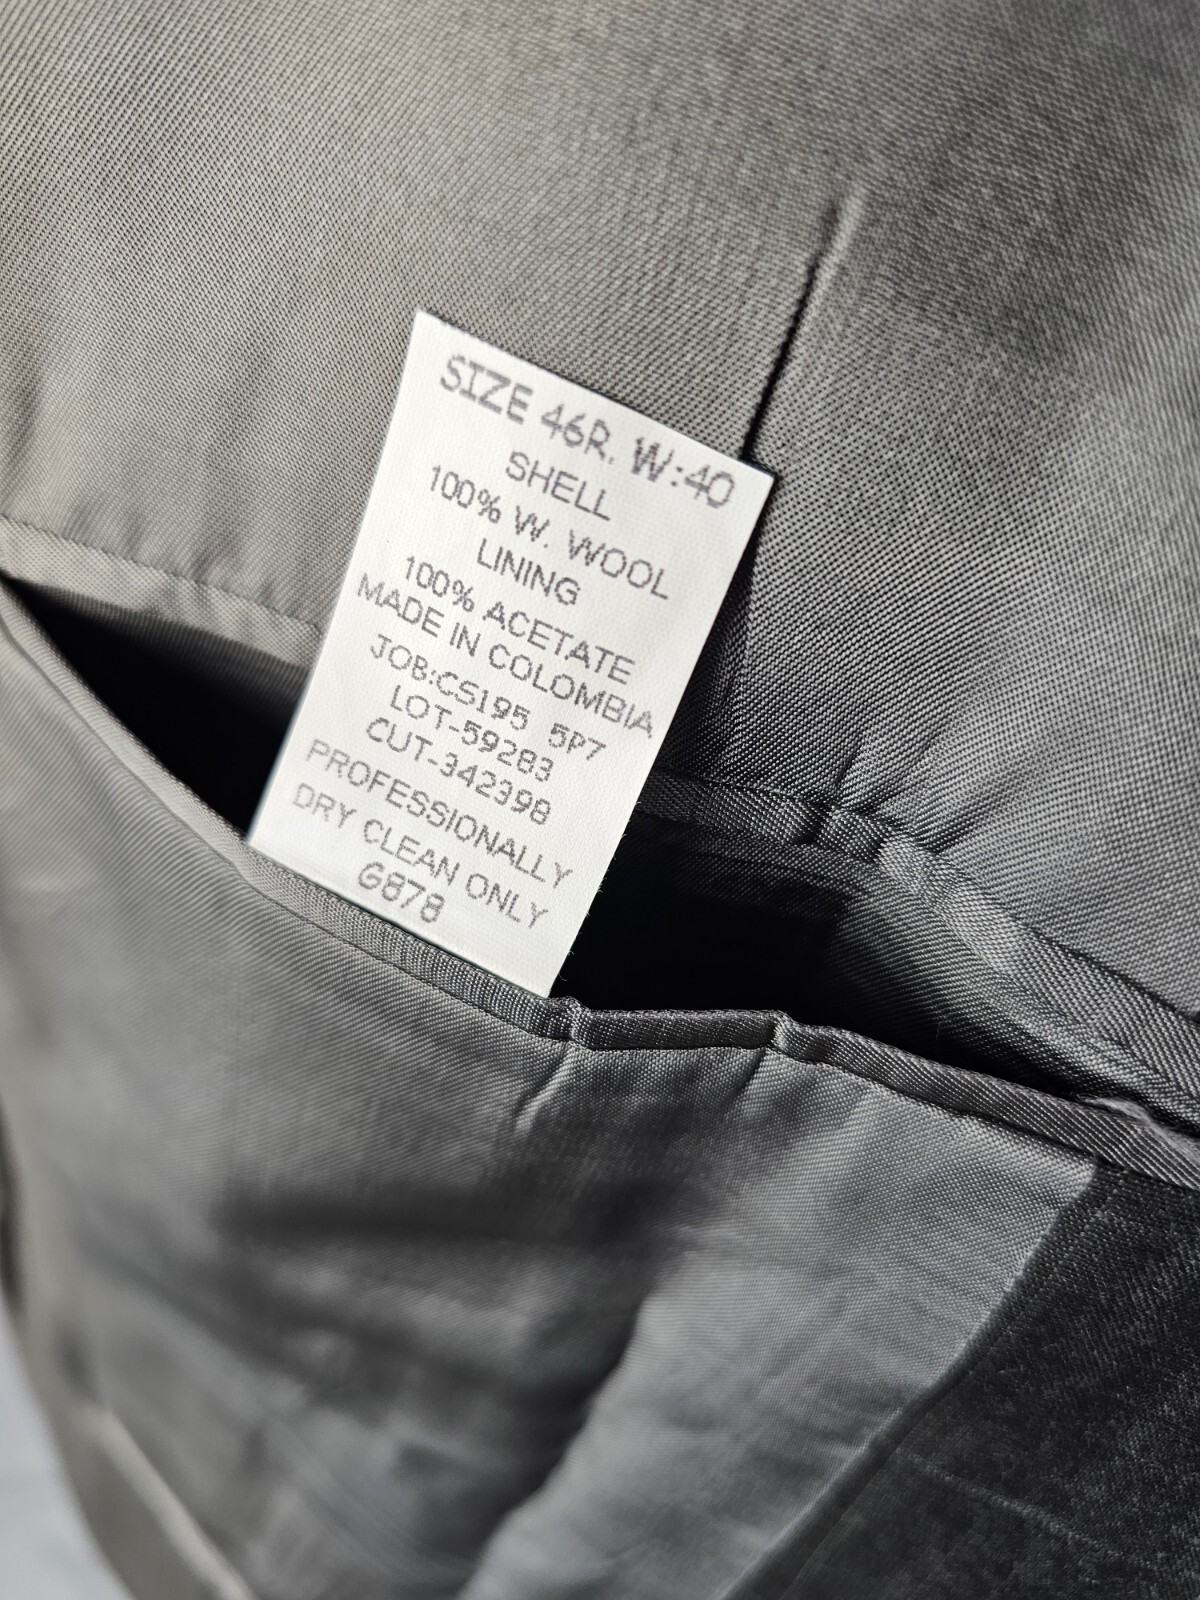 SIZE 46R. W:40
SHELL
100% W. WOOL
LINING
100% ACETATE
MADE IN COLOMBIA
JOB:CS195 5P7
LOT-59283
CUT-342398
PROFESSIONALLY
DRY CLEAN ONLY
G878